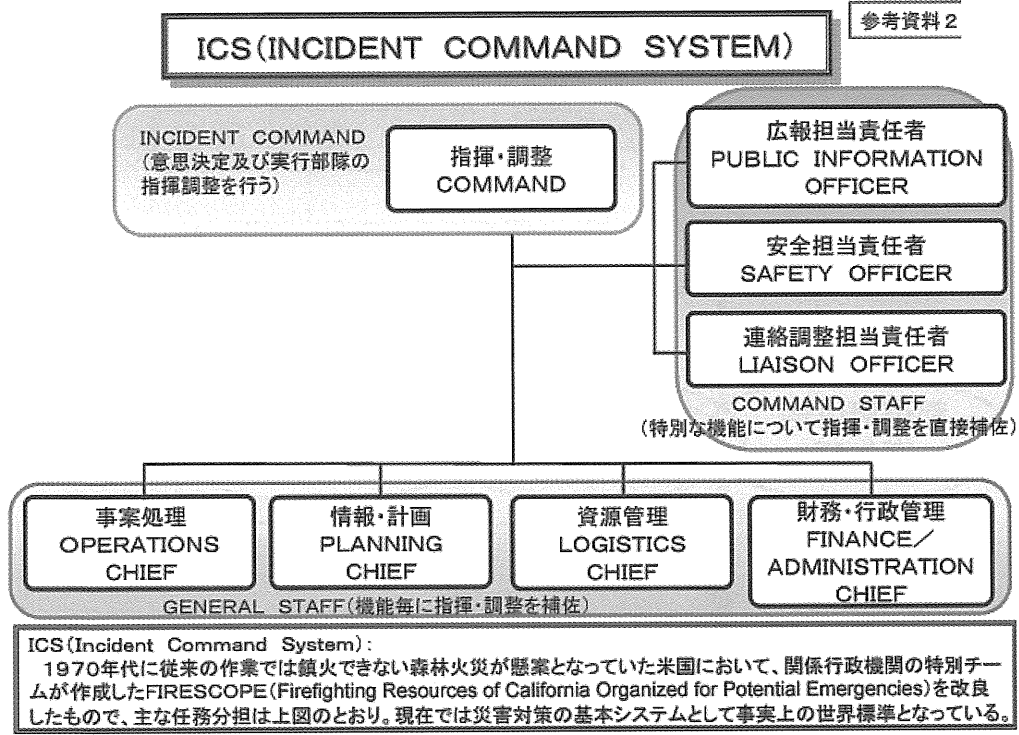 参考資料２
ICS(INCIDENT COMMAND SYSTEM)
INCIDENT COMMAND
(意思決定及び実行部隊の
指揮調整を行う)
指揮・調整
COMMAND
広報担当責任者
PUBLIC INFORMATION
OFFICER
安全担当責任者
SAFETY OFFICER
連絡調整担当責任者
LIAISON OFFICER
COMMAND STAFF
(特別な機能について指揮・調整を直接補佐)
事案処理
OPERATIONS
CHIEF
情報・計画
PLANNING
CHIEF
資源管理
LOGISTICS
CHIEF
財務・行政管理
FINANCE／
ADMINISTRATION
CHIEF
GENERAL STAFF(機能毎に指揮・調整を補佐)
ICS(Incident Command System):
1970年代に従来の作業では鎮火できない森林火災が懸案となっていた米国において、関係行政機関の特別チー
ムが作成したFIRESCOPE(Firefighting Resources of California Organized for Potential Emergencies)を改良
したもので、主な任務分担は上図のとおり。現在では災害対策の基本システムとして事実上の世界標準となっている。